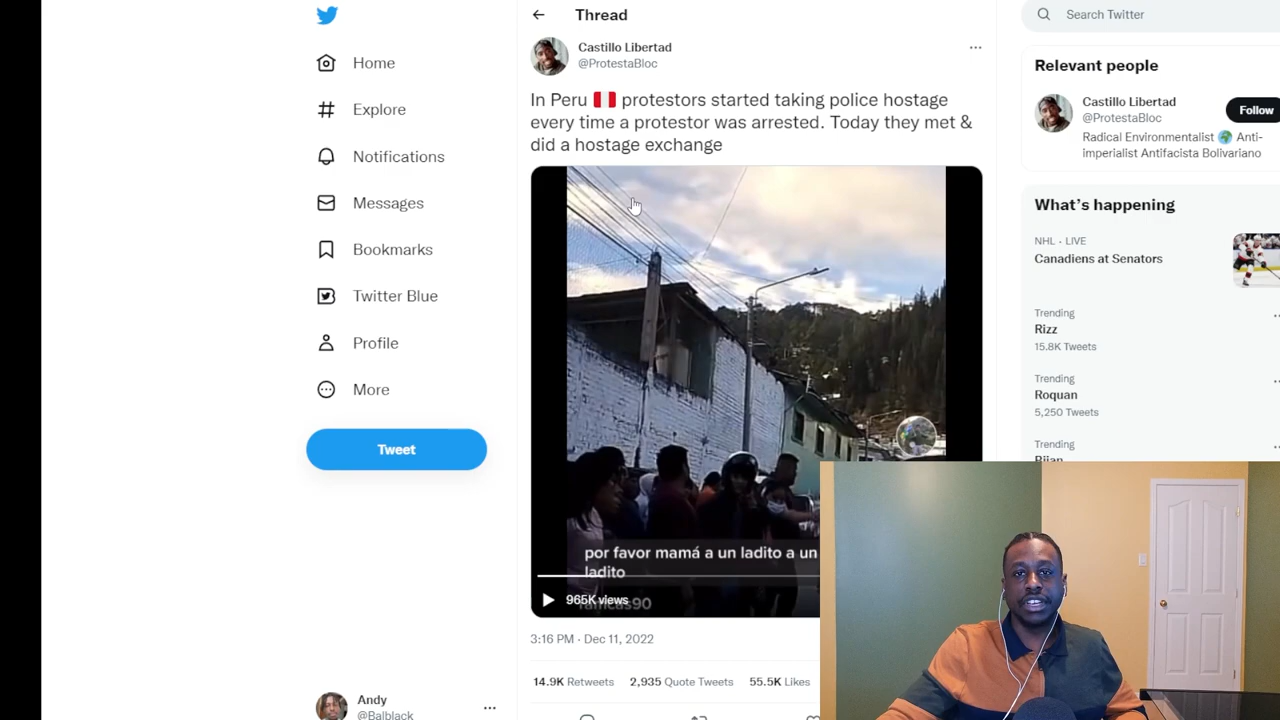 Home
Explore
Notifications
Messages
Bookmarks
Twitter Blue
Profile
More
Tweet
Andy
@Balblack
Thread
Castillo Libertad
@ProtestaBloc
In Peru 🇵🇪 protestors started taking police hostage
every time a protestor was arrested. Today they met &
did a hostage exchange
por favor mamá a un ladito a un
ladito
965K views
3:16 PM · Dec 11, 2022
14.9K Retweets 2,935 Quote Tweets 55.5K Likes
Search Twitter
Relevant people
Castillo Libertad
@ProtestaBloc
Follow
Radical Environmentalist 🌍 Anti-
imperialist Antifacista Bolivariano
What's happening
NHL · LIVE
Canadiens at Senators
Trending
Rizz
15.8K Tweets
Trending
Roquan
5,250 Tweets
Trending